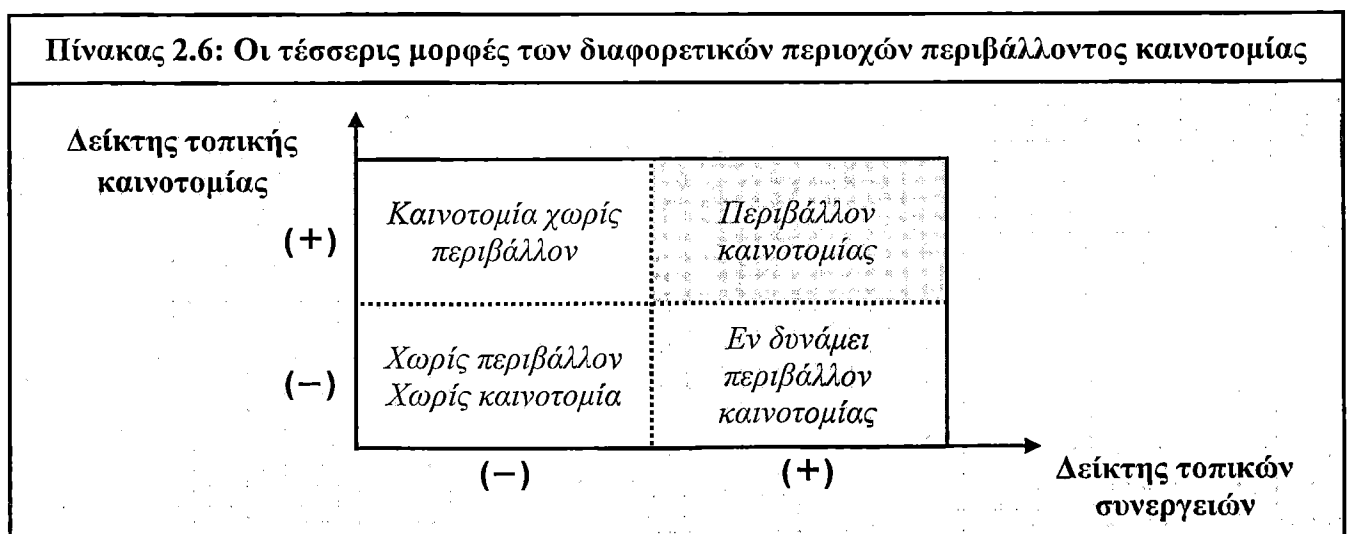 Πίνακας 2.6: Οι τέσσερις μορφές των διαφορετικών περιοχών περιβάλλοντος καινοτομίας
Δείκτης τοπικής
καινοτομίας
(+)
Καινοτομία χωρίς
περιβάλλον
Περιβάλλον
καινοτομίας
(−)
Χωρίς περιβάλλον
Χωρίς καινοτομία
Εν δυνάμει
περιβάλλον
καινοτομίας
(−)
(+)
Δείκτης τοπικών
συνεργειών